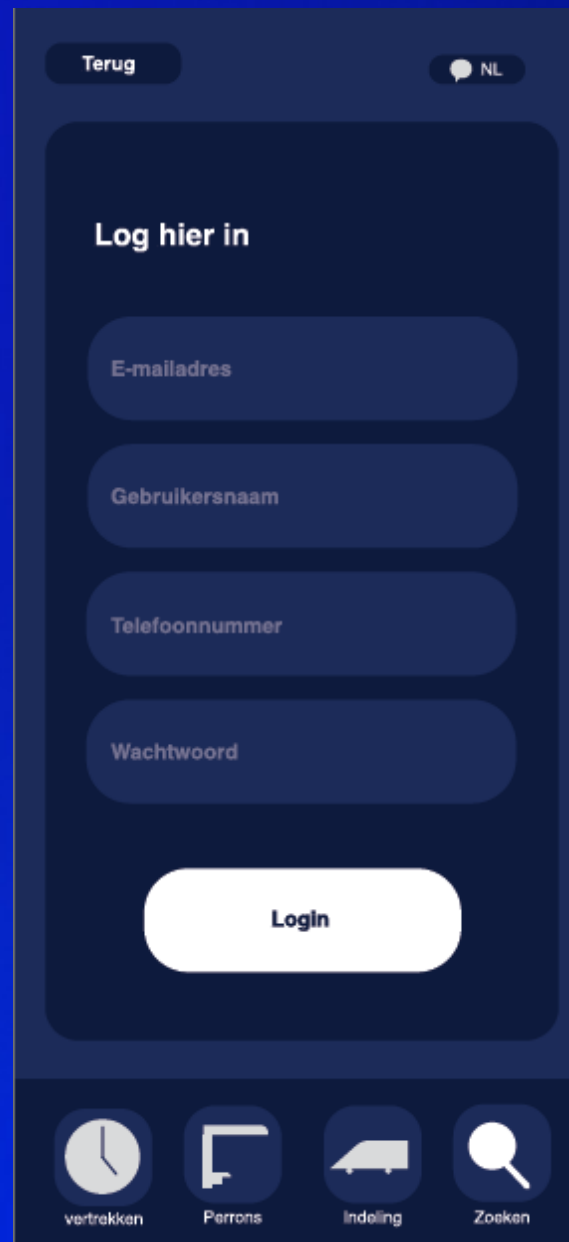 Terug
NL
Log hier in
E-mailadres
Gebruikersnaam
Telefoonnummer
Wachtwoord
Login
vertrekken
Perrons
Indeling
Zoeken